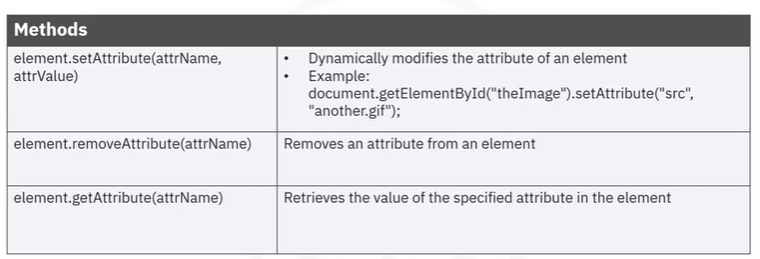 Methods
element.setAttribute(attrName,
attrValue)
• Dynamically modifies the attribute of an element
• Example:
document.getElementById("theImage").setAttribute("src",
"another.gif");
element.removeAttribute(attrName)
Removes an attribute from an element
element.getAttribute(attrName)
Retrieves the value of the specified attribute in the element